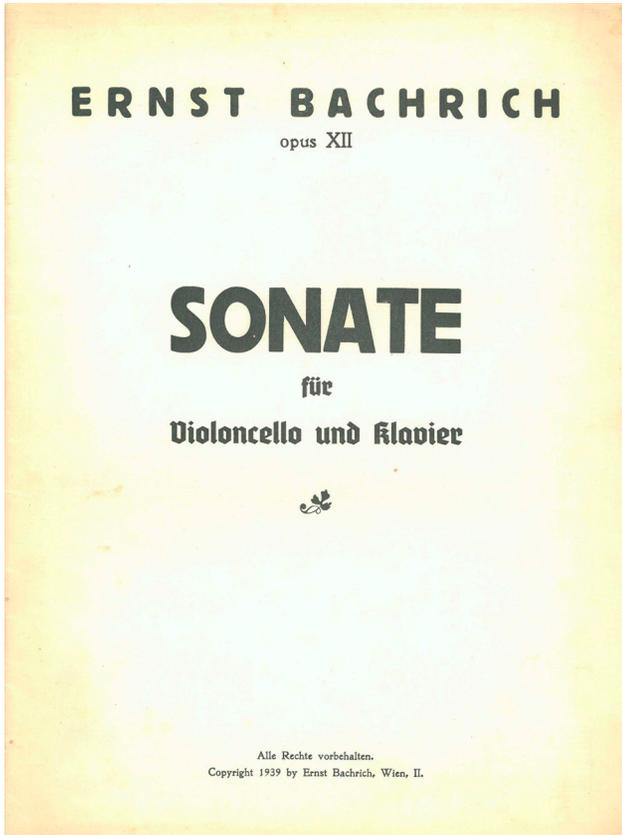 ERNST BACHRICH
opus XII
SONATE
für
Violoncello und Klavier
Alle Rechte vorbehalten.
Copyright 1939 by Ernst Bachrich, Wien, II.